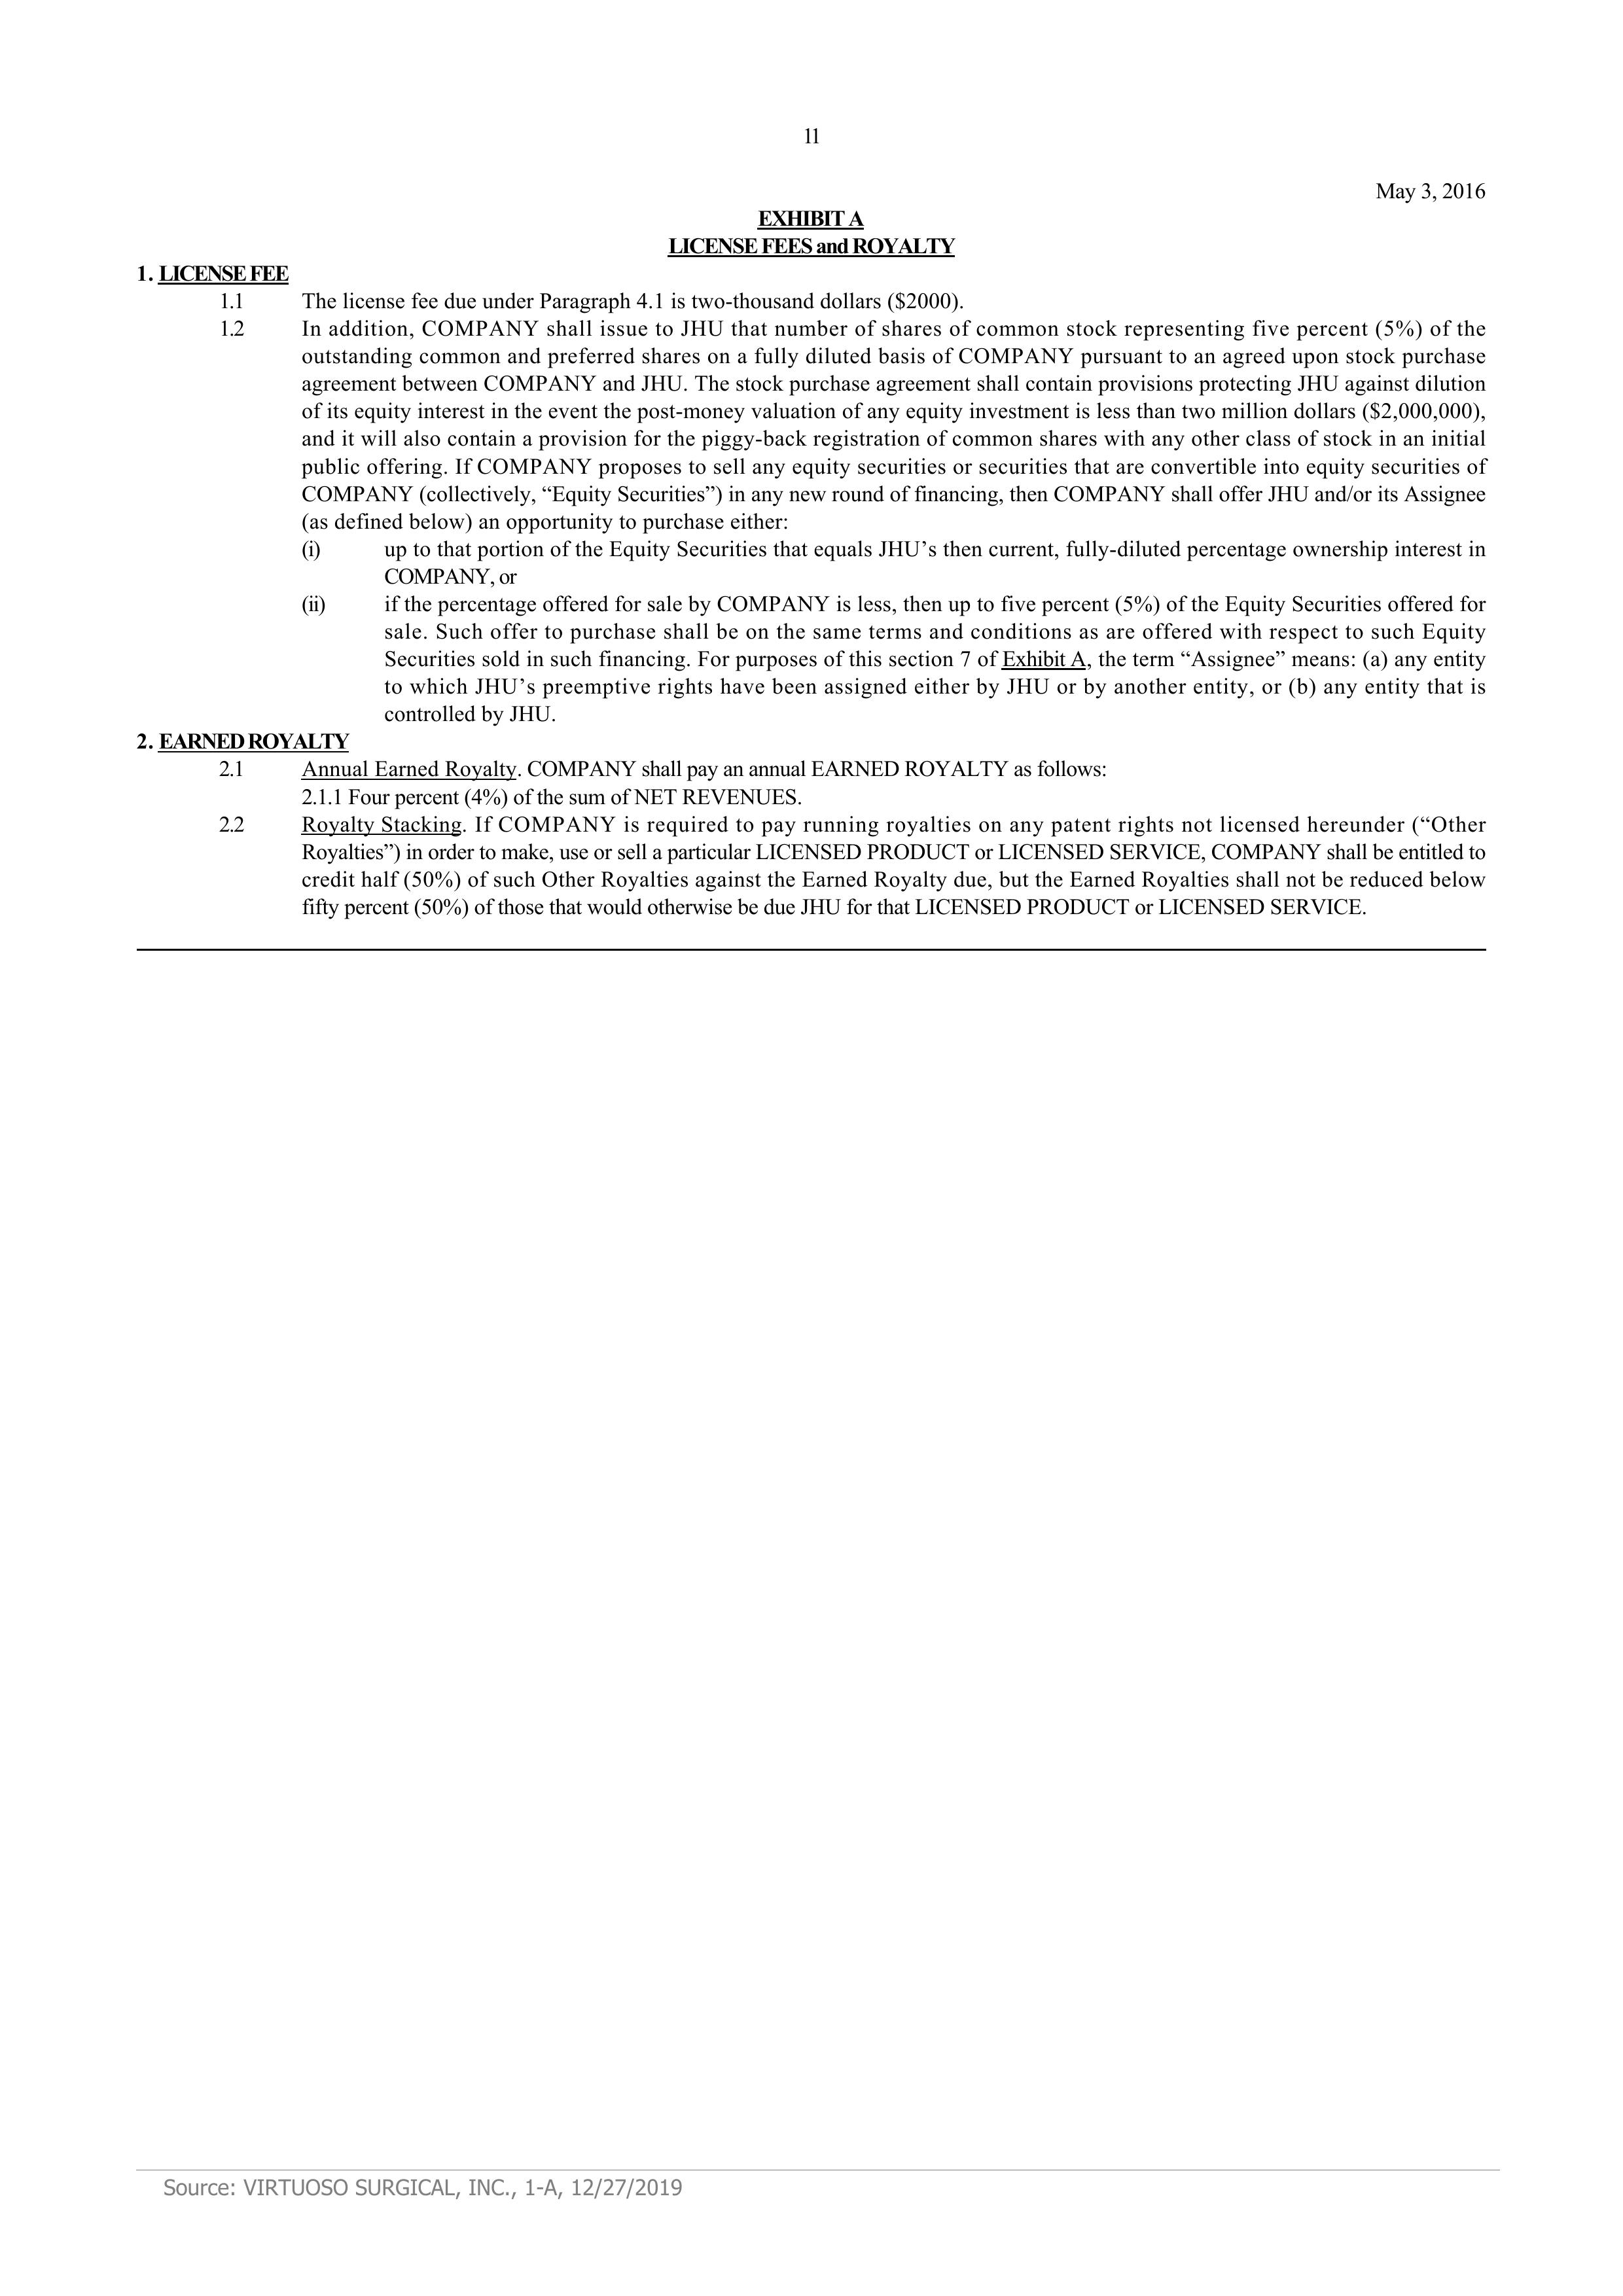 11
May 3, 2016
EXHIBIT A
LICENSE FEES and ROYALTY
1. LICENSE FEE
1.1 The license fee due under Paragraph 4.1 is two-thousand dollars ($2000).
1.2 In addition, COMPANY shall issue to JHU that number of shares of common stock representing five percent (5%) of the
outstanding common and preferred shares on a fully diluted basis of COMPANY pursuant to an agreed upon stock purchase
agreement between COMPANY and JHU. The stock purchase agreement shall contain provisions protecting JHU against dilution
of its equity interest in the event the post-money valuation of any equity investment is less than two million dollars ($2,000,000),
and it will also contain a provision for the piggy-back registration of common shares with any other class of stock in an initial
public offering. If COMPANY proposes to sell any equity securities or securities that are convertible into equity securities of
COMPANY (collectively, “Equity Securities”) in any new round of financing, then COMPANY shall offer JHU and/or its Assignee
(as defined below) an opportunity to purchase either:
(i) up to that portion of the Equity Securities that equals JHU’s then current, fully-diluted percentage ownership interest in
COMPANY, or
(ii) if the percentage offered for sale by COMPANY is less, then up to five percent (5%) of the Equity Securities offered for
sale. Such offer to purchase shall be on the same terms and conditions as are offered with respect to such Equity
Securities sold in such financing. For purposes of this section 7 of Exhibit A, the term “Assignee” means: (a) any entity
to which JHU’s preemptive rights have been assigned either by JHU or by another entity, or (b) any entity that is
controlled by JHU.
2. EARNED ROYALTY
2.1 Annual Earned Royalty. COMPANY shall pay an annual EARNED ROYALTY as follows:
2.1.1 Four percent (4%) of the sum of NET REVENUES.
2.2 Royalty Stacking. If COMPANY is required to pay running royalties on any patent rights not licensed hereunder (“Other
Royalties”) in order to make, use or sell a particular LICENSED PRODUCT or LICENSED SERVICE, COMPANY shall be entitled to
credit half (50%) of such Other Royalties against the Earned Royalty due, but the Earned Royalties shall not be reduced below
fifty percent (50%) of those that would otherwise be due JHU for that LICENSED PRODUCT or LICENSED SERVICE.
Source: VIRTUOSO SURGICAL, INC., 1-A, 12/27/2019